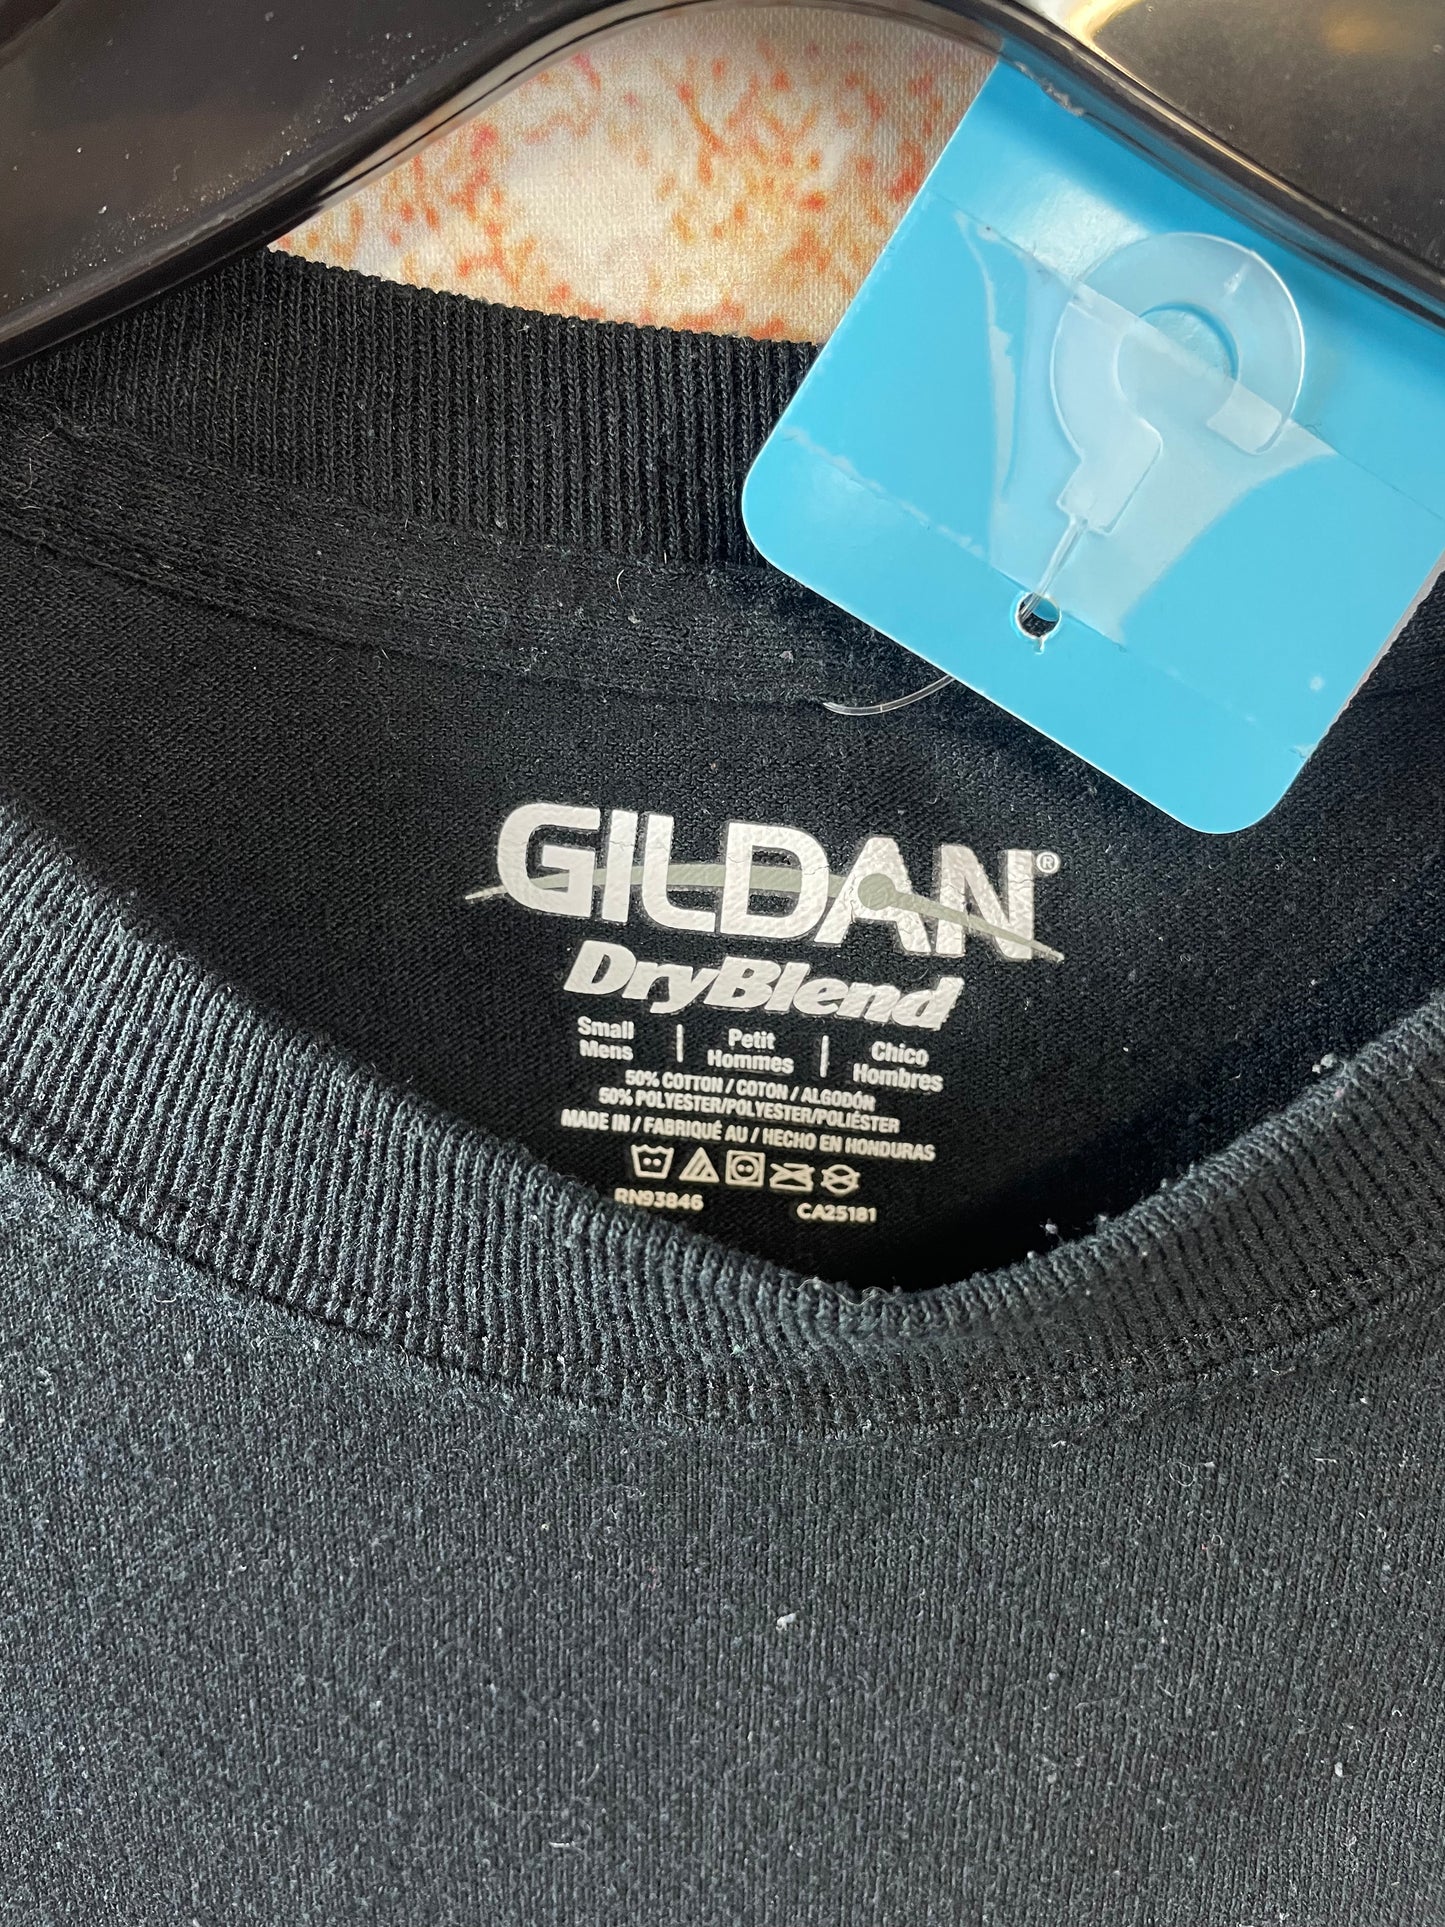 GILDAN®
DryBlend
Small Mens | Petit Hommes | Chico Hombres
50% COTTON / COTON / ALGODÓN
50% POLYESTER/POLYESTER/POLIÉSTER
MADE IN / FABRIQUÉ AU / HECHO EN HONDURAS
RN93846 CA25181